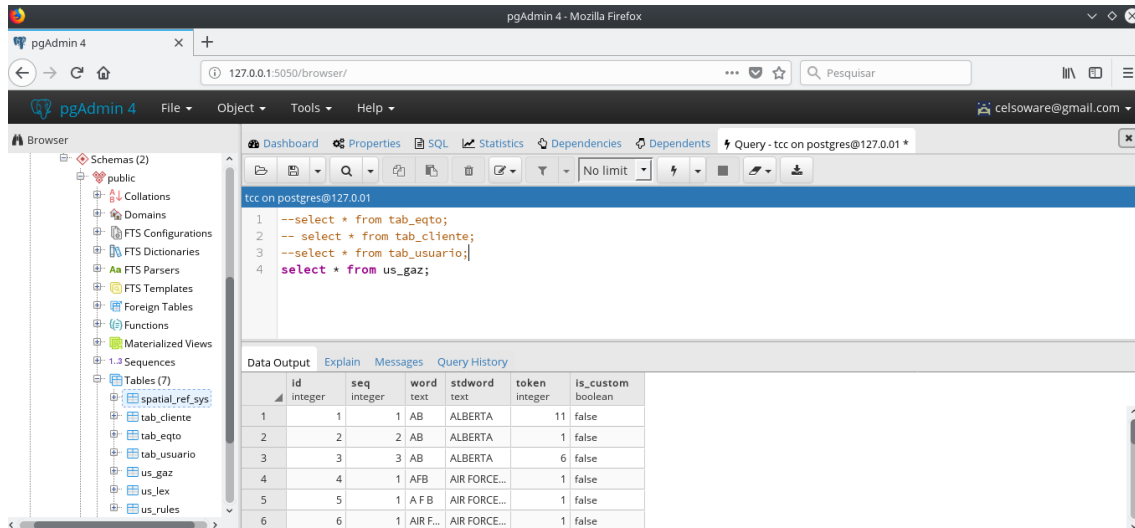 pgAdmin 4 - Mozilla Firefox
pgAdmin 4
127.0.0.1:5050/browser/
Pesquisar
pgAdmin 4 File Object Tools Help celsoware@gmail.com
Browser
Dashboard Properties SQL Statistics Dependencies Dependents Query - tcc on postgres@127.0.01 *
Schemas (2)
public
Collations
Domains
FTS Configurations
FTS Dictionaries
Aa FTS Parsers
FTS Templates
Foreign Tables
Functions
Materialized Views
1..3 Sequences
Tables (7)
spatial_ref_sys
tab_cliente
tab_eqto
tab_usuario
us_gaz
us_lex
us_rules
No limit
tcc on postgres@127.0.01
1 --select * from tab_eqto;
2 -- select * from tab_cliente;
3 --select * from tab_usuario;
4 select * from us_gaz;
Data Output Explain Messages Query History
id seq word stdword token is_custom
integer integer text text integer boolean
1 1 1 AB ALBERTA 11 false
2 2 2 AB ALBERTA 1 false
3 3 3 AB ALBERTA 6 false
4 4 1 AFB AIR FORCE... 1 false
5 5 1 A F B AIR FORCE... 1 false
6 6 1 AIR F... AIR FORCE... 1 false